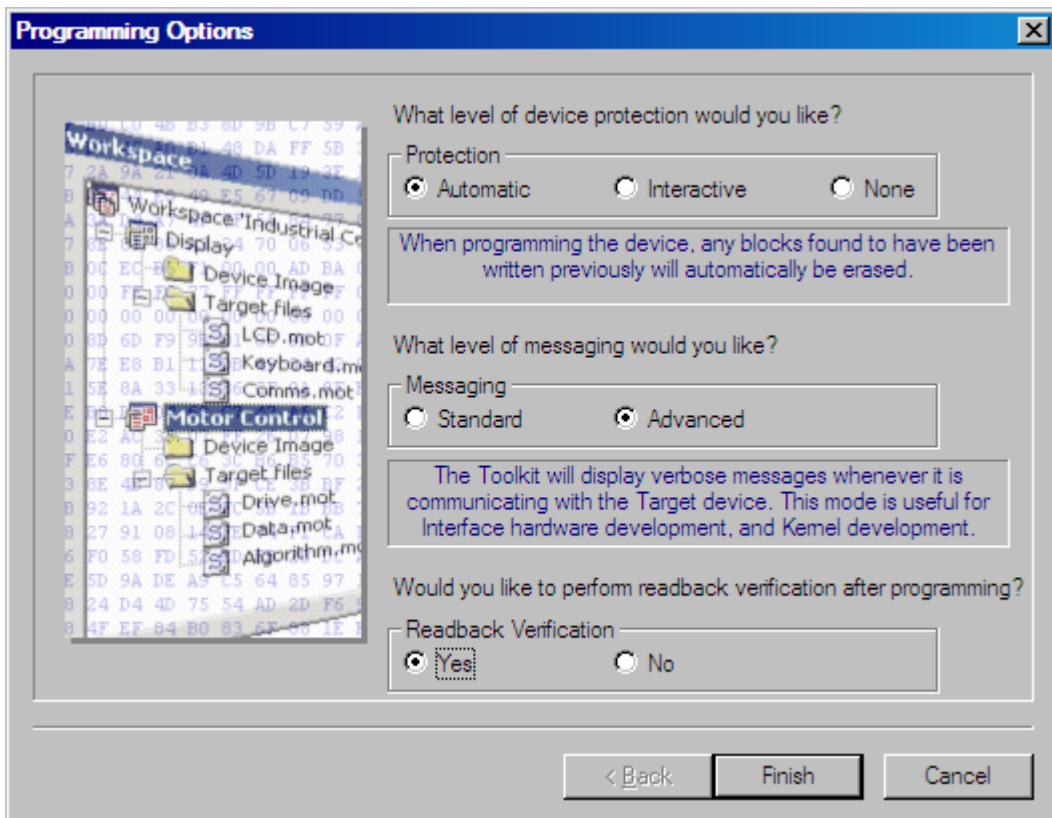 Programming Options
Workspace
Workspace 'Industrial Co
Display
Device Image
Target files
LCD.mot
Keyboard.m
Comms.mot
Motor Control
Device Image
Target files
Drive.mot
Data.mot
Algorithm.mo
What level of device protection would you like?
Protection
Automatic Interactive None
When programming the device, any blocks found to have been
written previously will automatically be erased.
What level of messaging would you like?
Messaging
Standard Advanced
The Toolkit will display verbose messages whenever it is
communicating with the Target device. This mode is useful for
Interface hardware development, and Kernel development.
Would you like to perform readback verification after programming?
Readback Verification
Yes No
< Back Finish Cancel